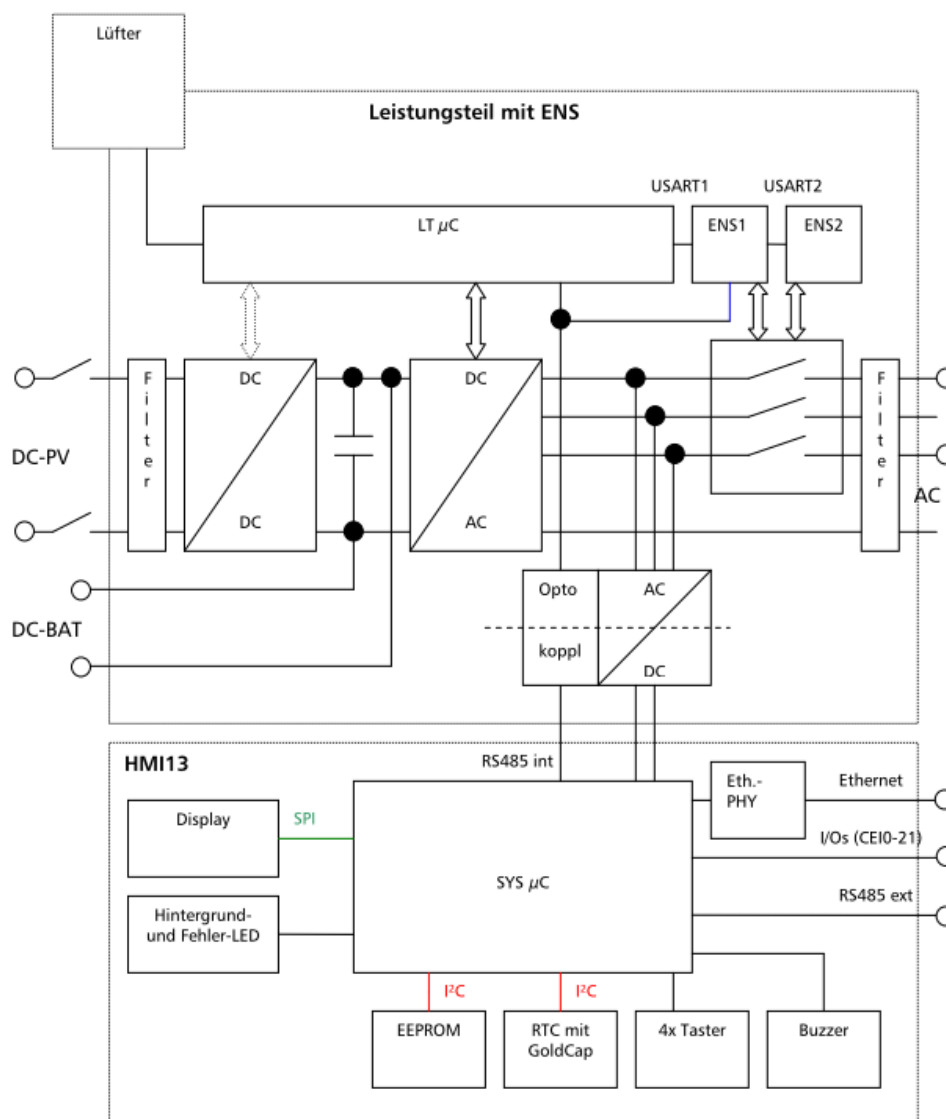 Lüfter
Leistungsteil mit ENS
USART1
USART2
LT µC
ENS1
ENS2
DC-PV
Filter
DC
DC
DC
AC
Filter
AC
DC-BAT
Opto
koppl
AC
DC
HMI13
RS485 int
Display
SPI
SYS µC
Eth.-
PHY
Ethernet
I/Os (CEI0-21)
RS485 ext
Hintergrund-
und Fehler-LED
I²C
I²C
EEPROM
RTC mit
GoldCap
4x Taster
Buzzer